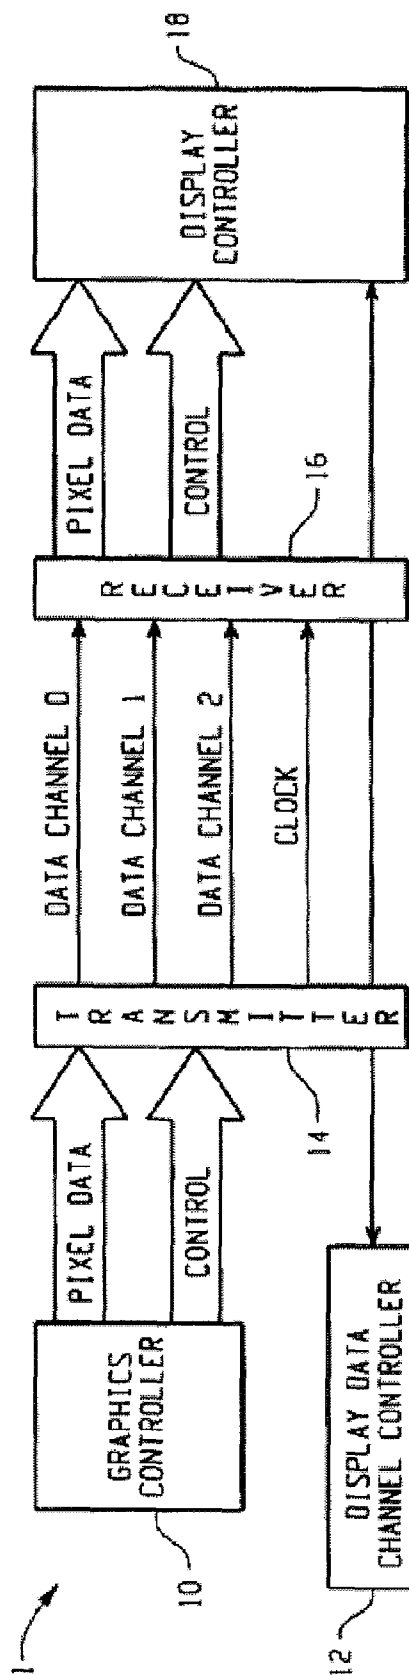 1
GRAPHICS
CONTROLLER
10
DISPLAY DATA
CHANNEL CONTROLLER
12
PIXEL DATA
CONTROL
TRANSMITTER
14
DATA CHANNEL 0
DATA CHANNEL 1
DATA CHANNEL 2
CLOCK
RECEIVER
16
PIXEL DATA
CONTROL
DISPLAY
CONTROLLER
18